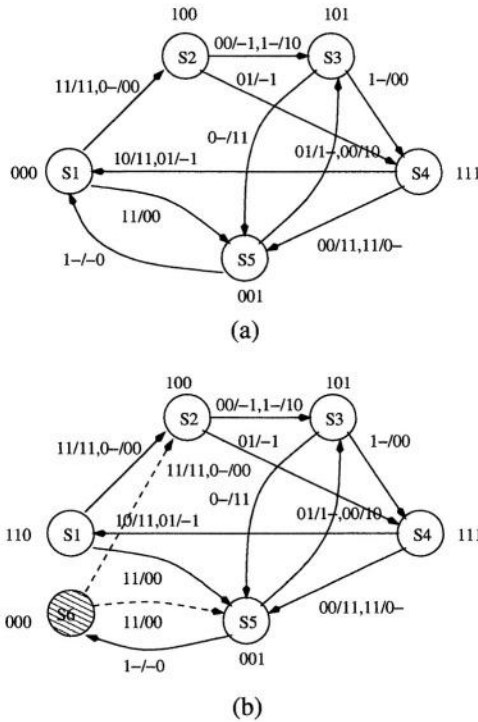 100
101
00/-1,1-/10
S2
S3
11/11,0-/00
01/-1
1-/00
0-/11
01/1-,00/10
10/11,01/-1
000
S1
S4
111
11/00
00/11,11/0-
1-/-0
S5
001
(a)
100
101
00/-1,1-/10
S2
S3
11/11,0-/00
11/11,0-/00
01/-1
1-/00
0-/11
01/1-,00/10
10/11,01/-1
110
S1
S4
111
11/00
00/11,11/0-
000
S6
11/00
S5
1-/-0
001
(b)